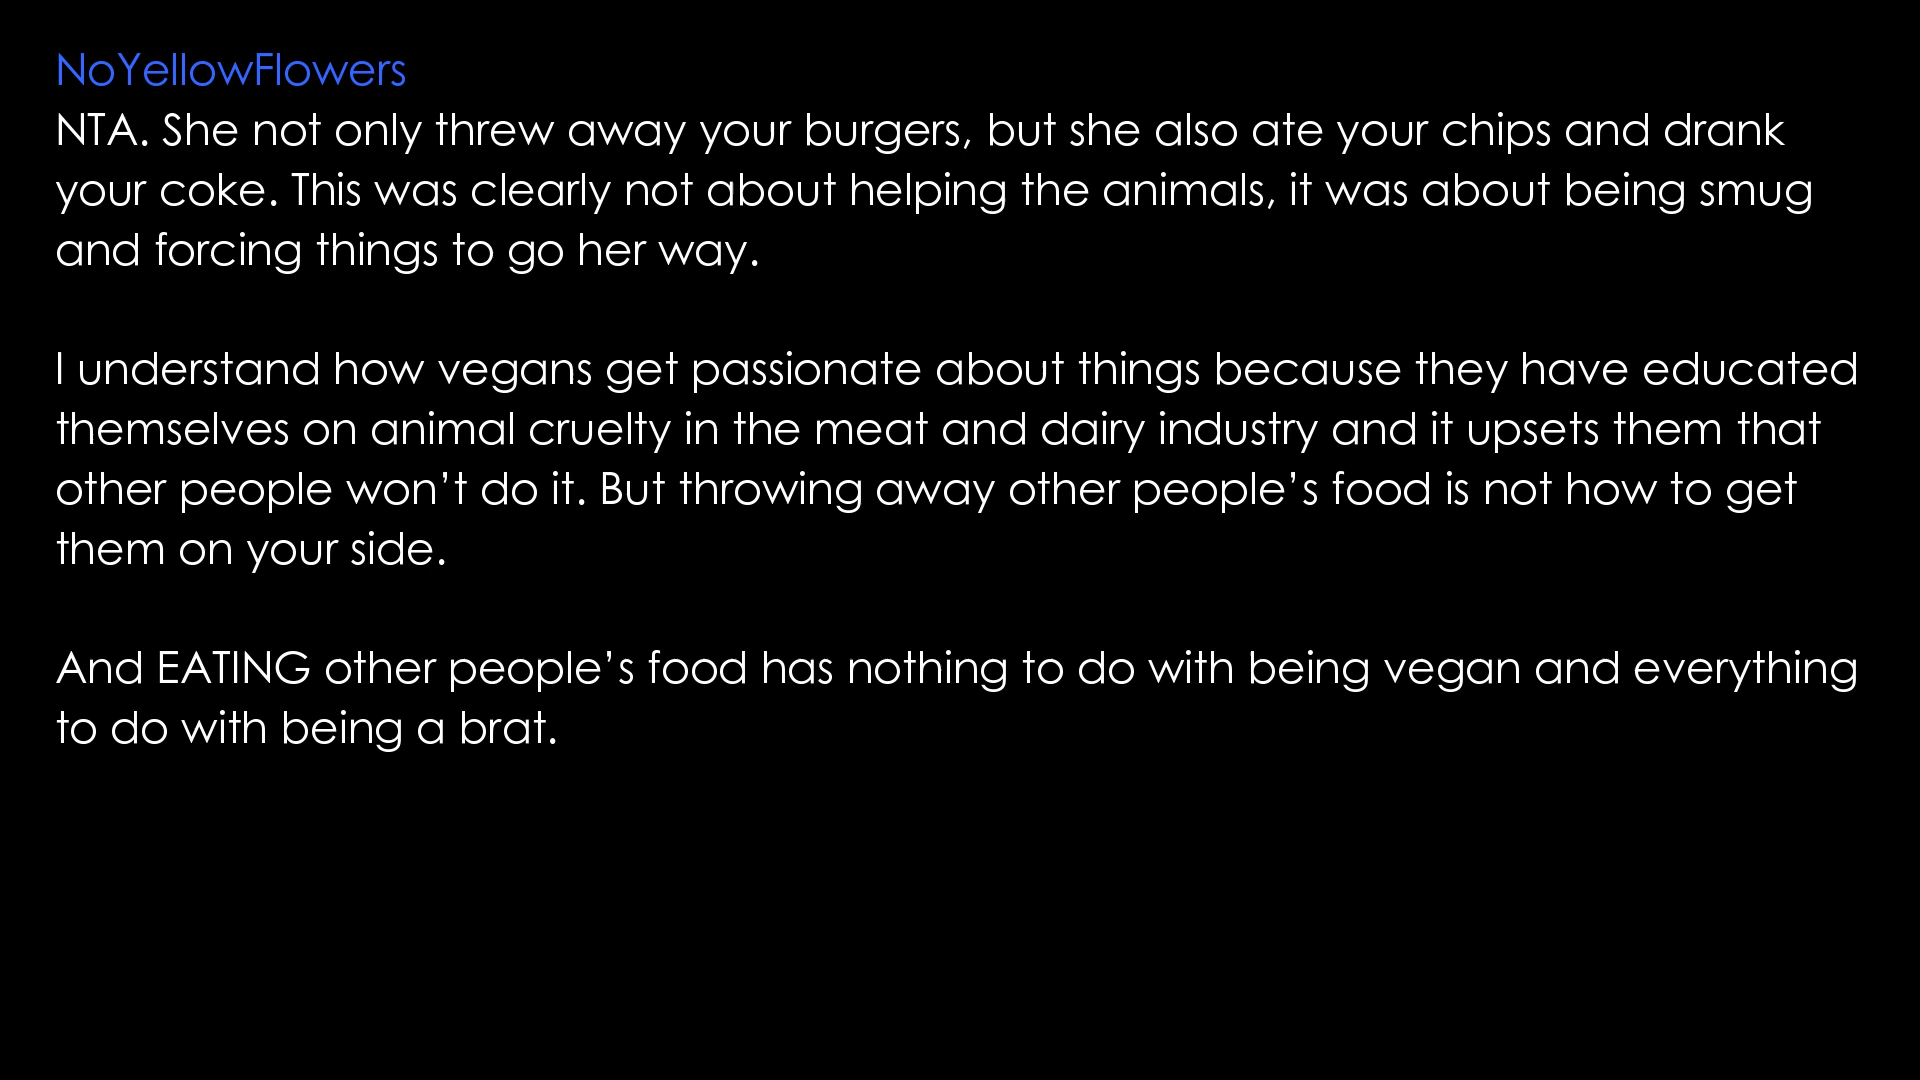 NoYellowFlowers
NTA. She not only threw away your burgers, but she also ate your chips and drank
your coke. This was clearly not about helping the animals, it was about being smug
and forcing things to go her way.
I understand how vegans get passionate about things because they have educated
themselves on animal cruelty in the meat and dairy industry and it upsets them that
other people won’t do it. But throwing away other people’s food is not how to get
them on your side.
And EATING other people’s food has nothing to do with being vegan and everything
to do with being a brat.